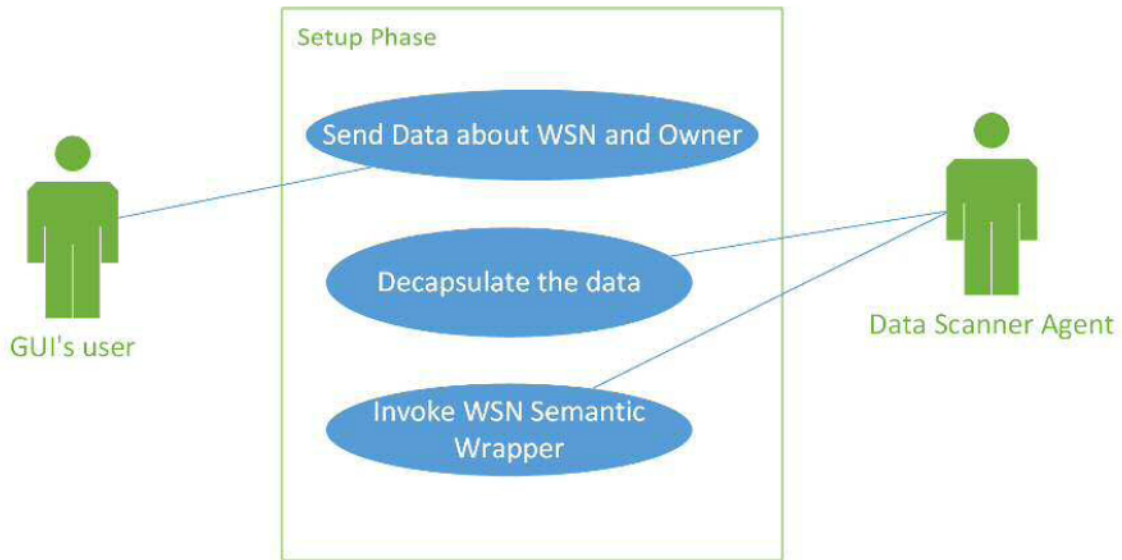 Setup Phase
Send Data about WSN and Owner
Decapsulate the data
GUI's user
Data Scanner Agent
Invoke WSN Semantic
Wrapper